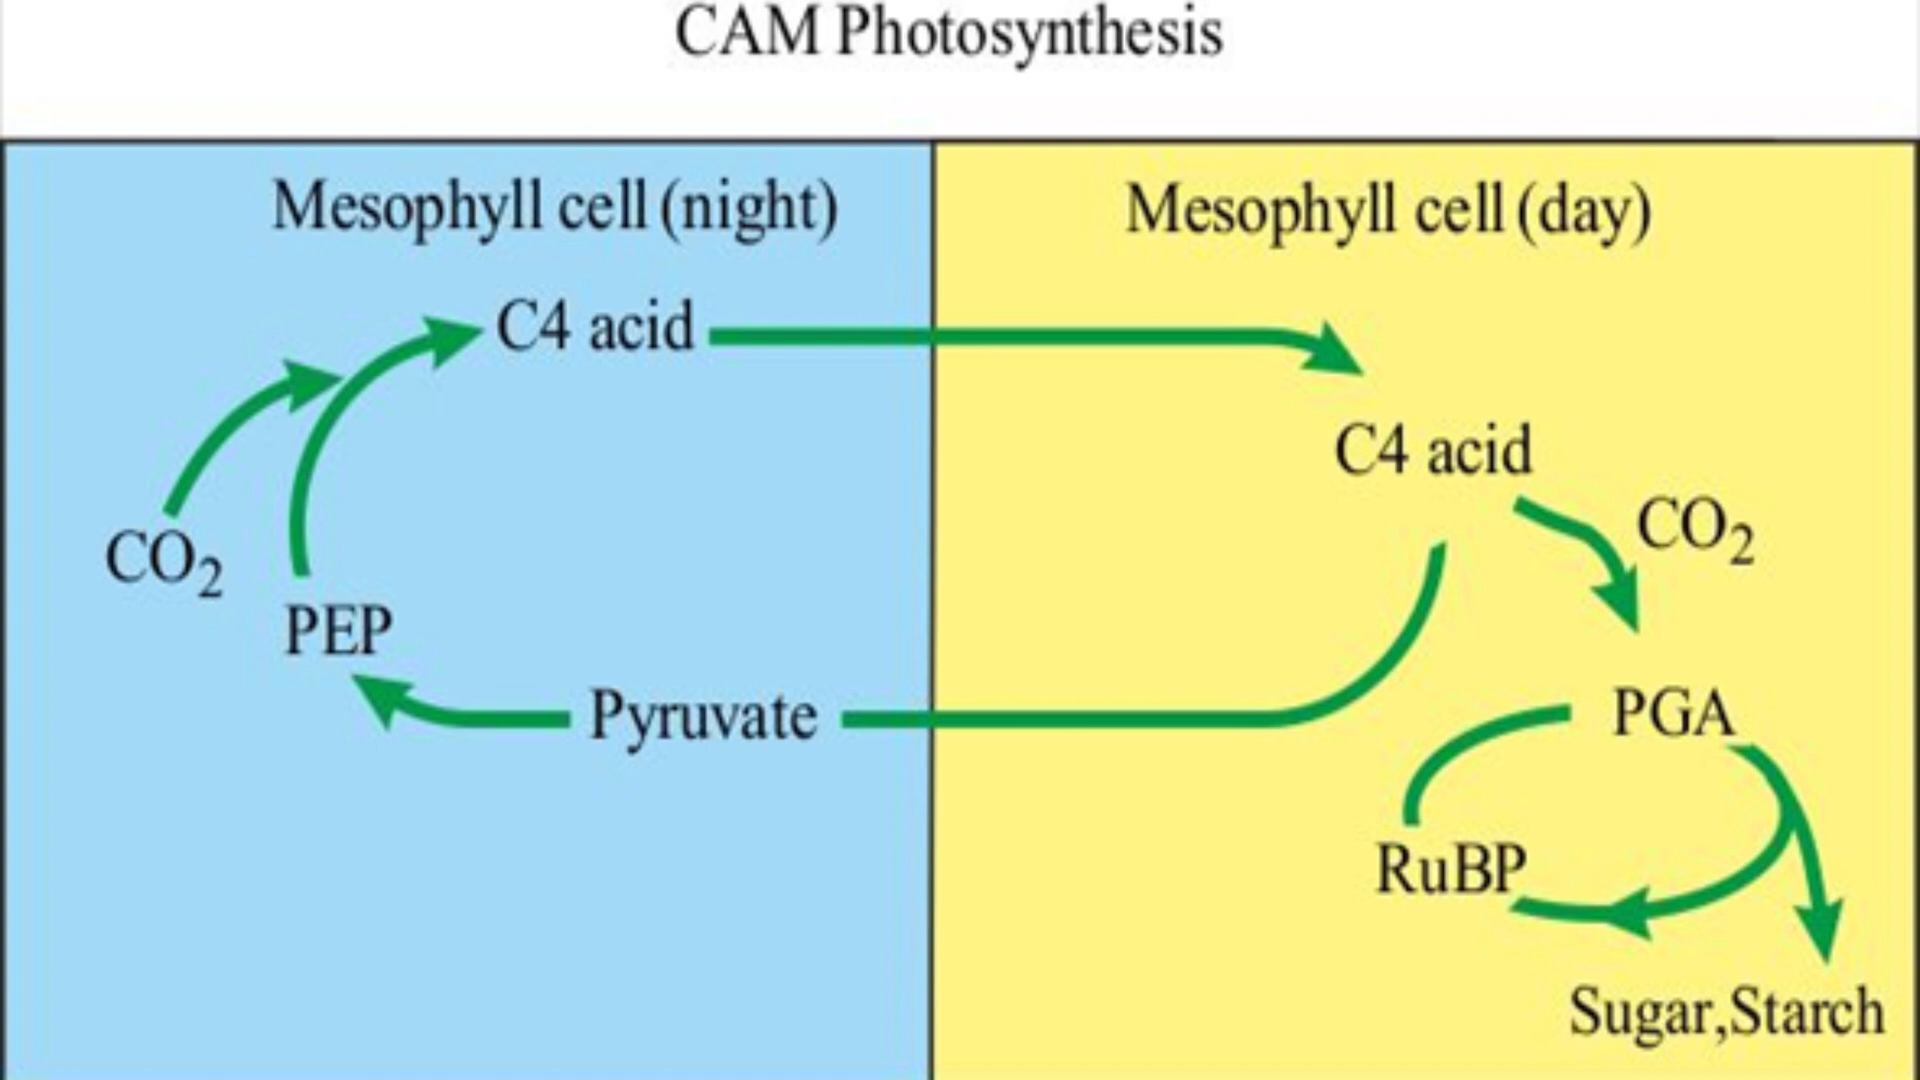 CAM Photosynthesis
Mesophyll cell (night)
Mesophyll cell (day)
C4 acid
C4 acid
CO2
CO2
PEP
Pyruvate
PGA
RuBP
Sugar,Starch